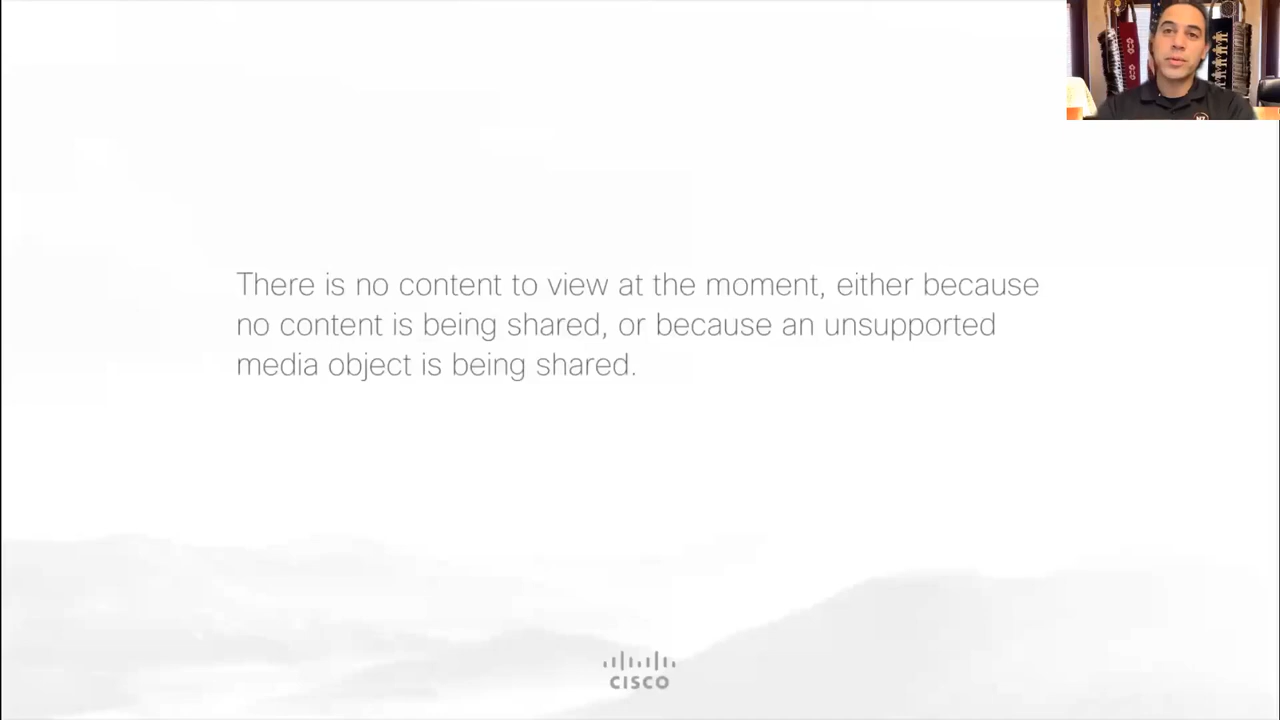 There is no content to view at the moment, either because
no content is being shared, or because an unsupported
media object is being shared.
CISCO